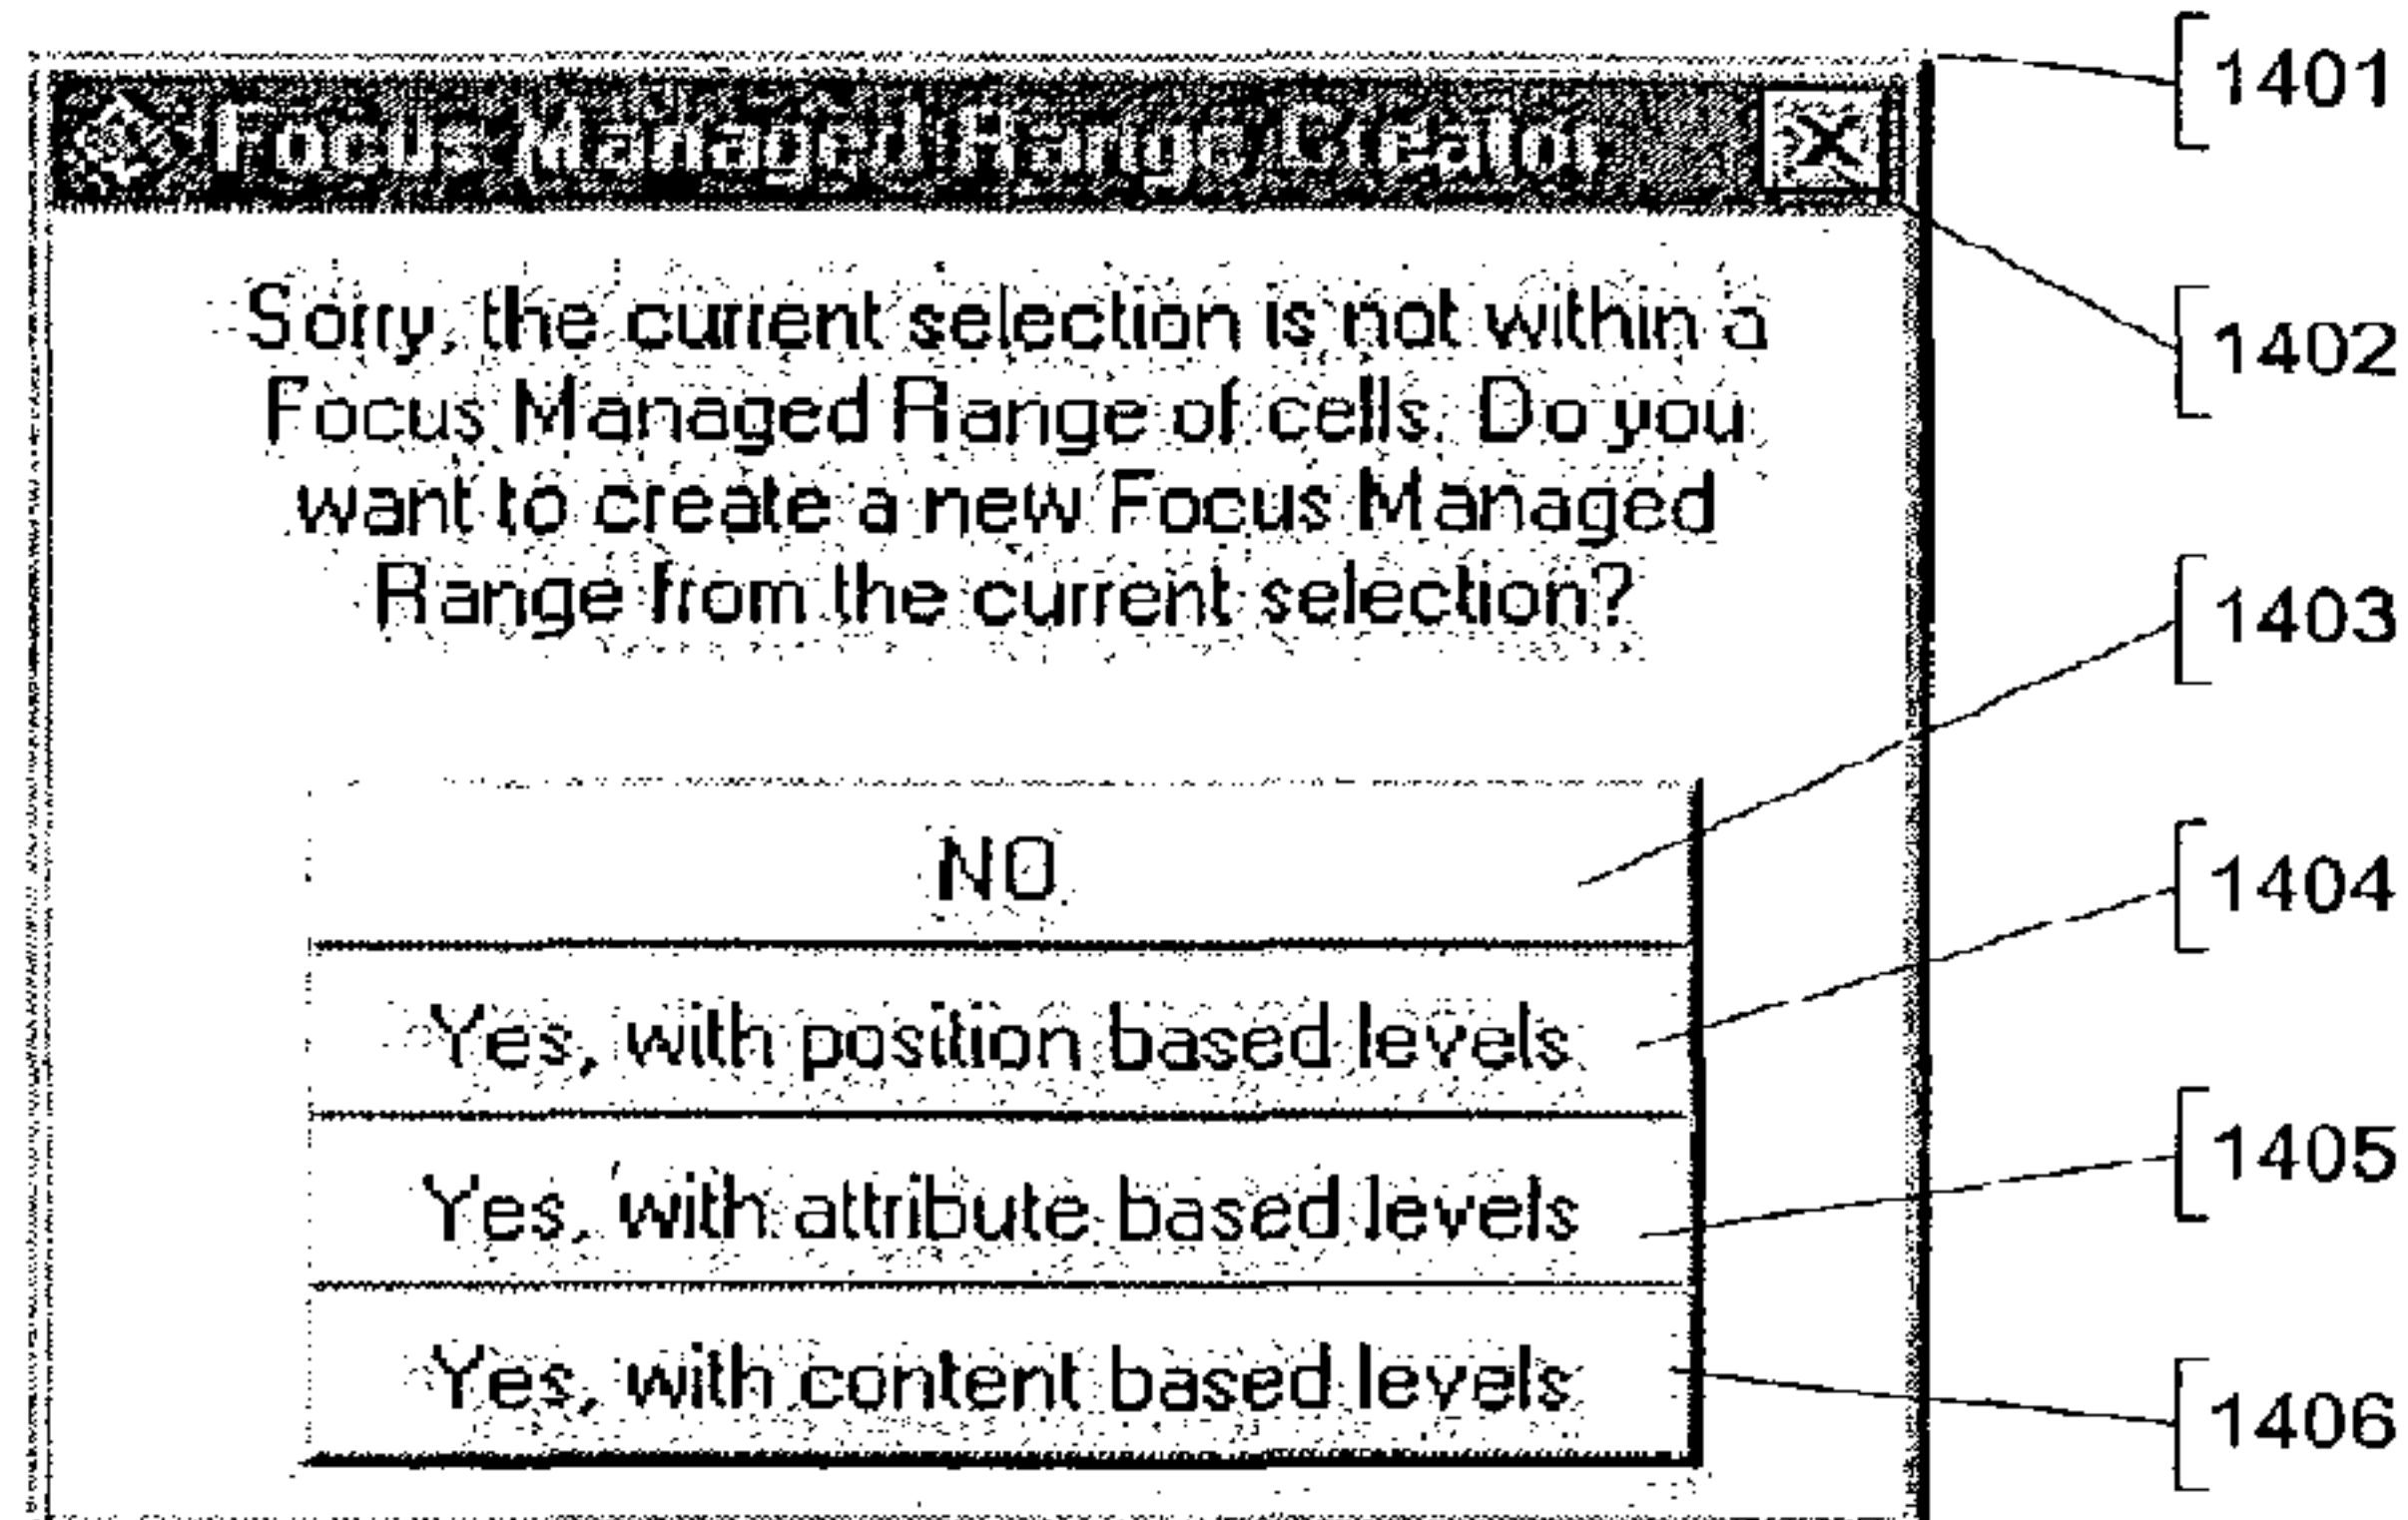 Focus Managed Range Creator
Sorry, the current selection is not within a
Focus Managed Range of cells. Do you
want to create a new Focus Managed
Range from the current selection?
NO
Yes, with position based levels
Yes, with attribute based levels
Yes, with content based levels
1401
1402
1403
1404
1405
1406